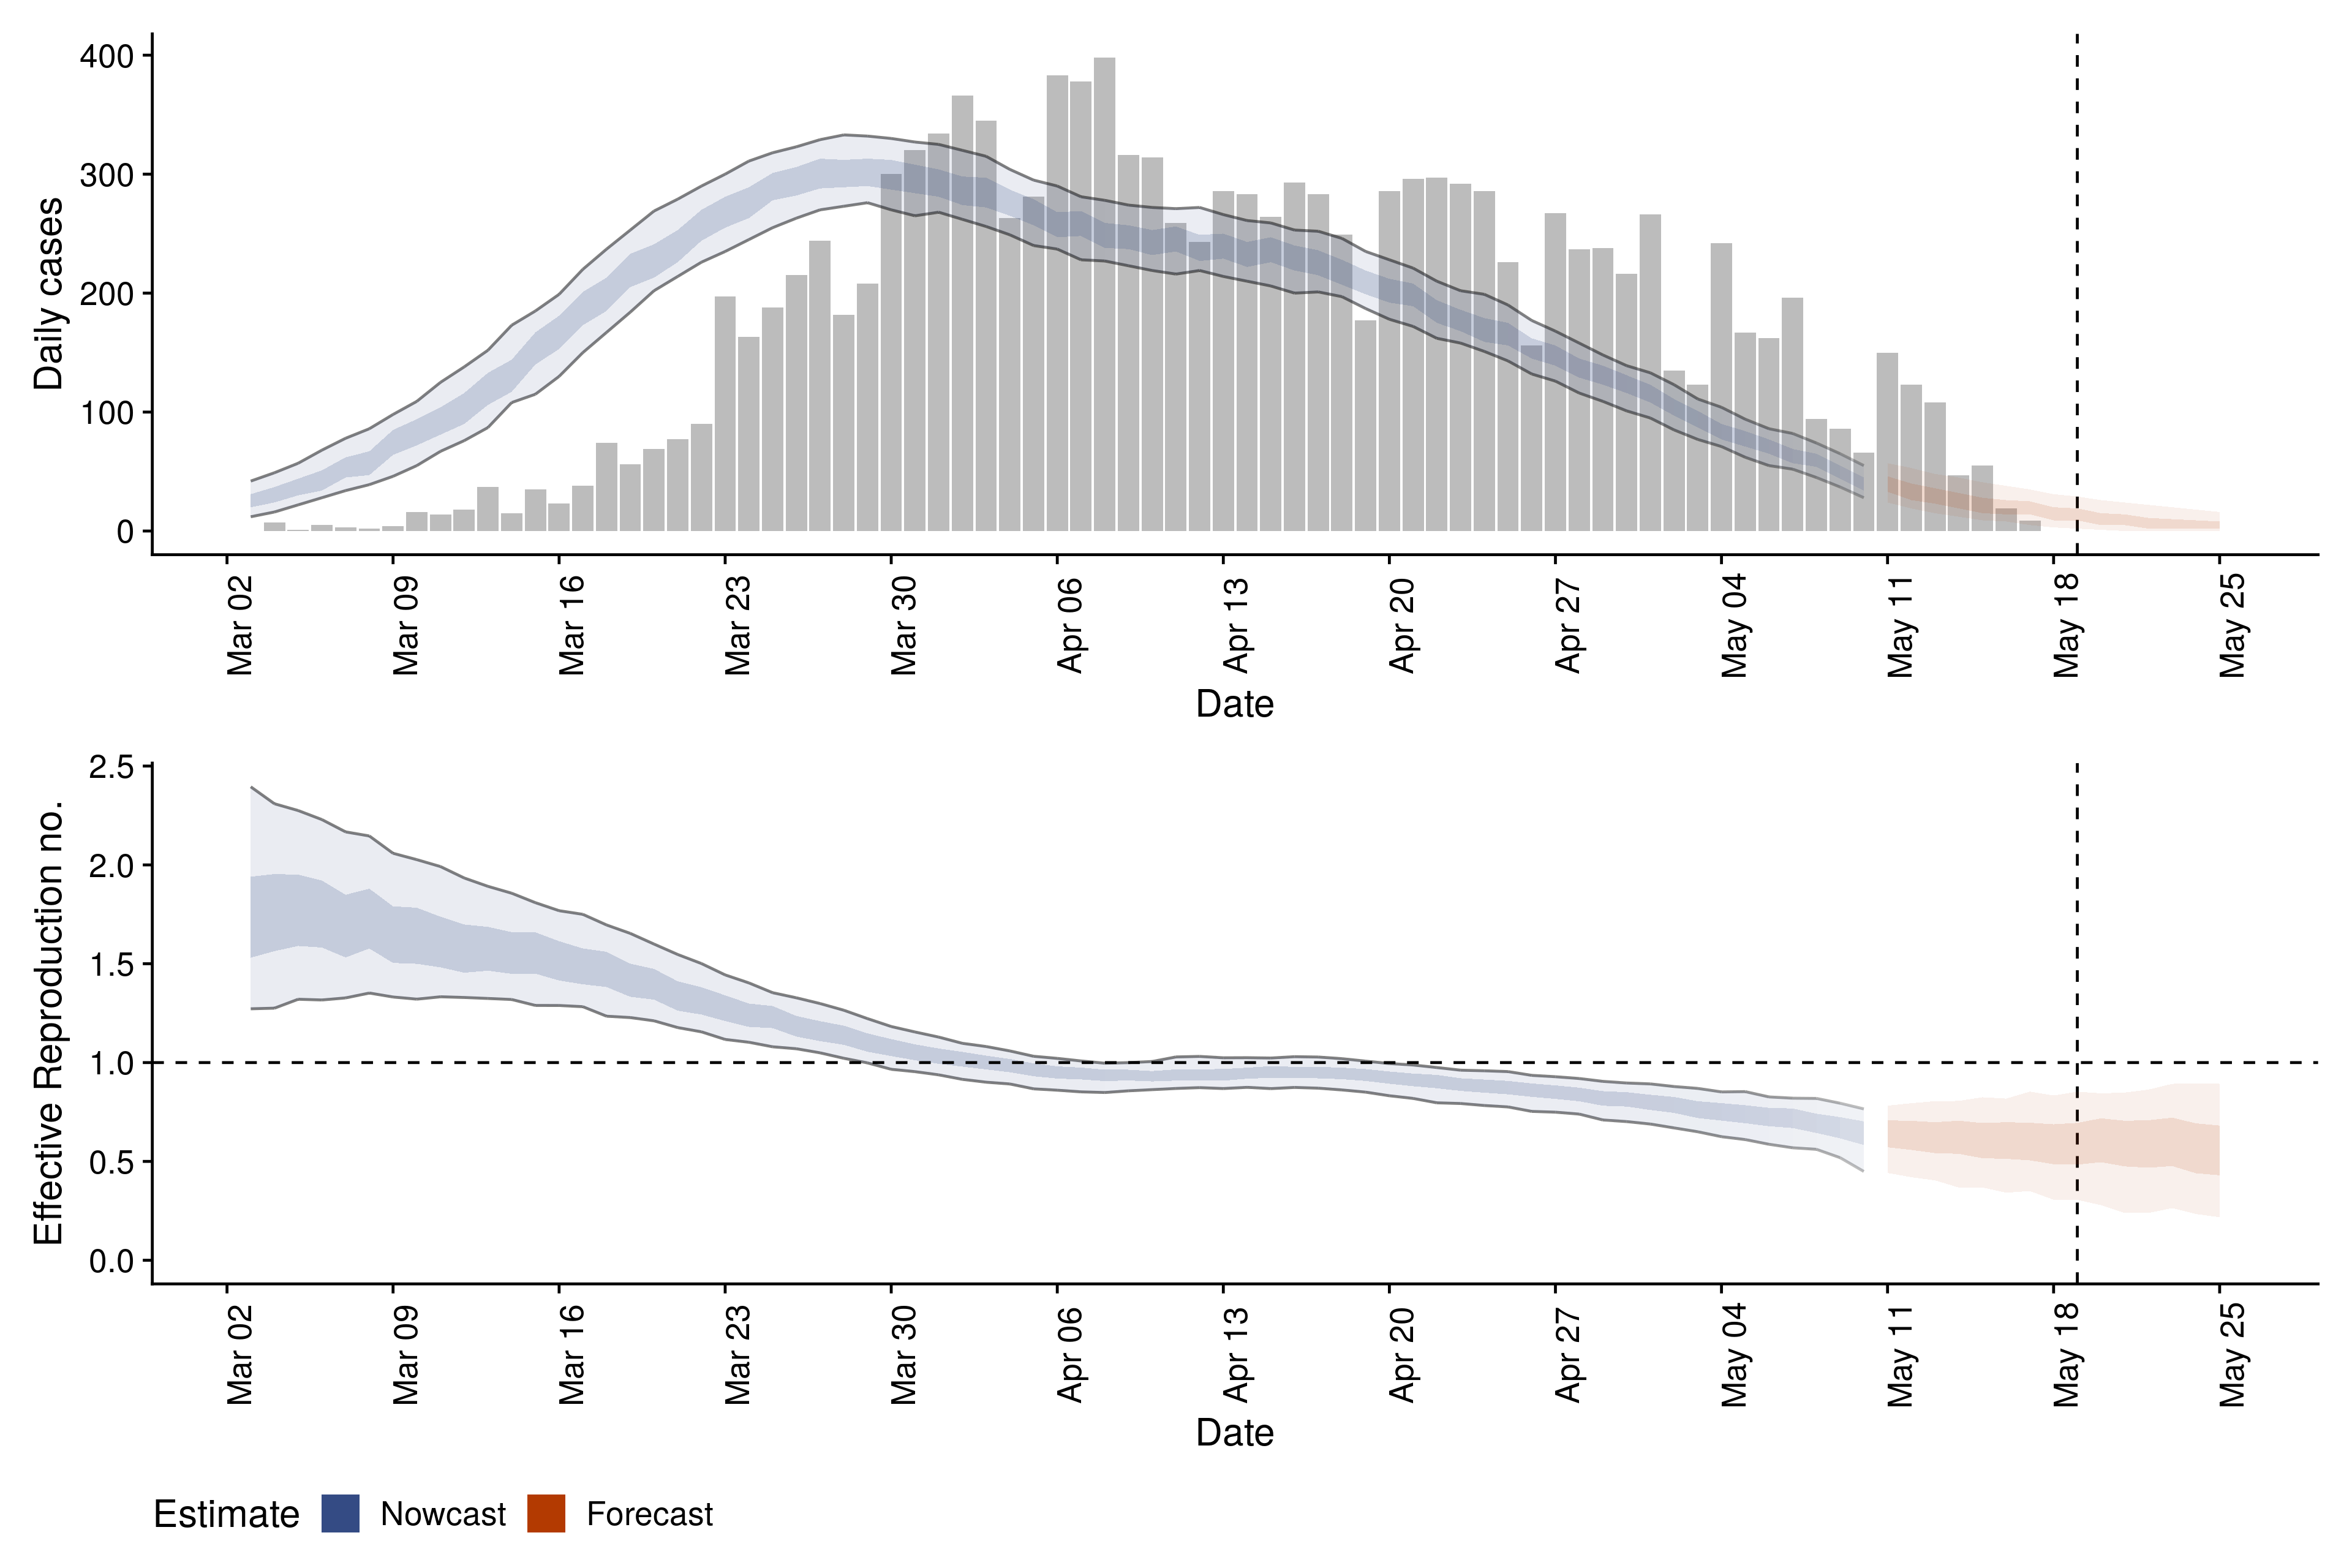 400
300
200
100
0
Daily cases
Mar 02 Mar 09 Mar 16 Mar 23 Mar 30 Apr 06 Apr 13 Apr 20 Apr 27 May 04 May 11 May 18 May 25
Date
2.5
2.0
1.5
1.0
0.5
0.0
Effective Reproduction no.
Mar 02 Mar 09 Mar 16 Mar 23 Mar 30 Apr 06 Apr 13 Apr 20 Apr 27 May 04 May 11 May 18 May 25
Date
Estimate Nowcast Forecast